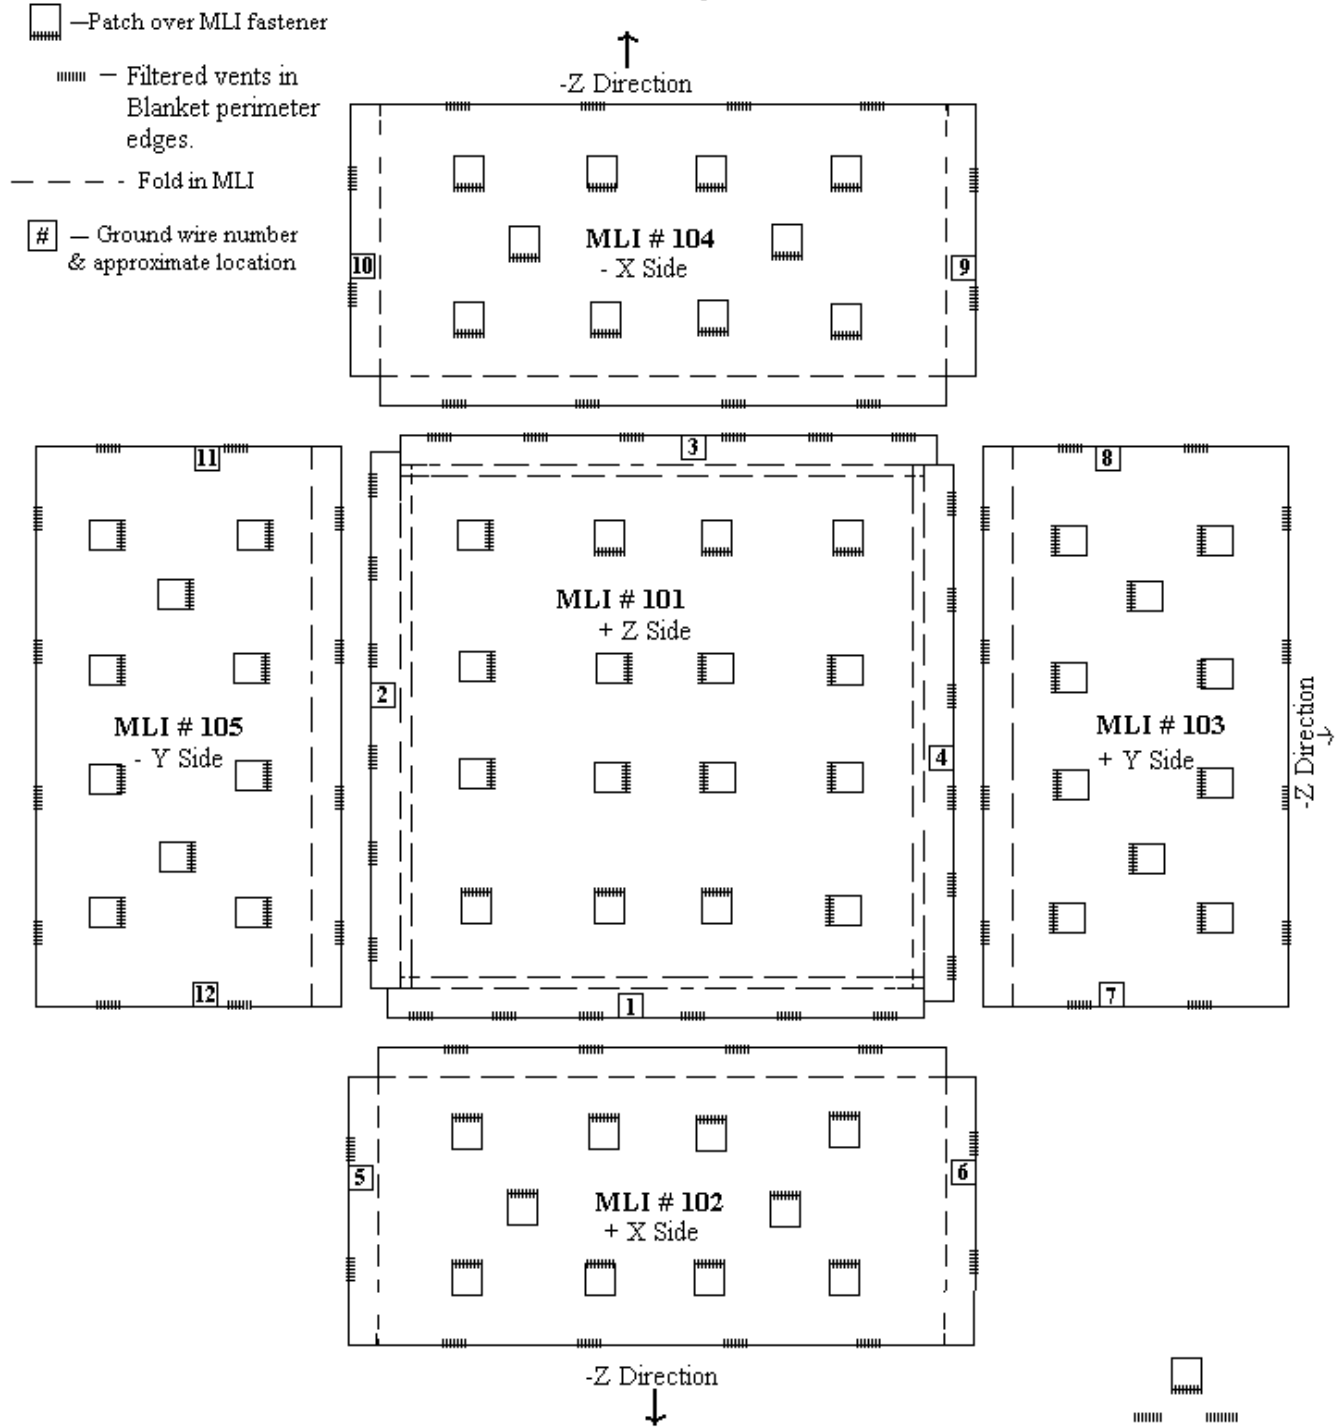 —Patch over MLI fastener
— Filtered vents in
Blanket perimeter
edges.
- Fold in MLI
# — Ground wire number
& approximate location
-Z Direction
MLI # 104
- X Side
10
9
3
11
8
MLI # 101
+ Z Side
2
4
MLI # 105
- Y Side
MLI # 103
+ Y Side
-Z Direction
12
1
7
5
6
MLI # 102
+ X Side
-Z Direction